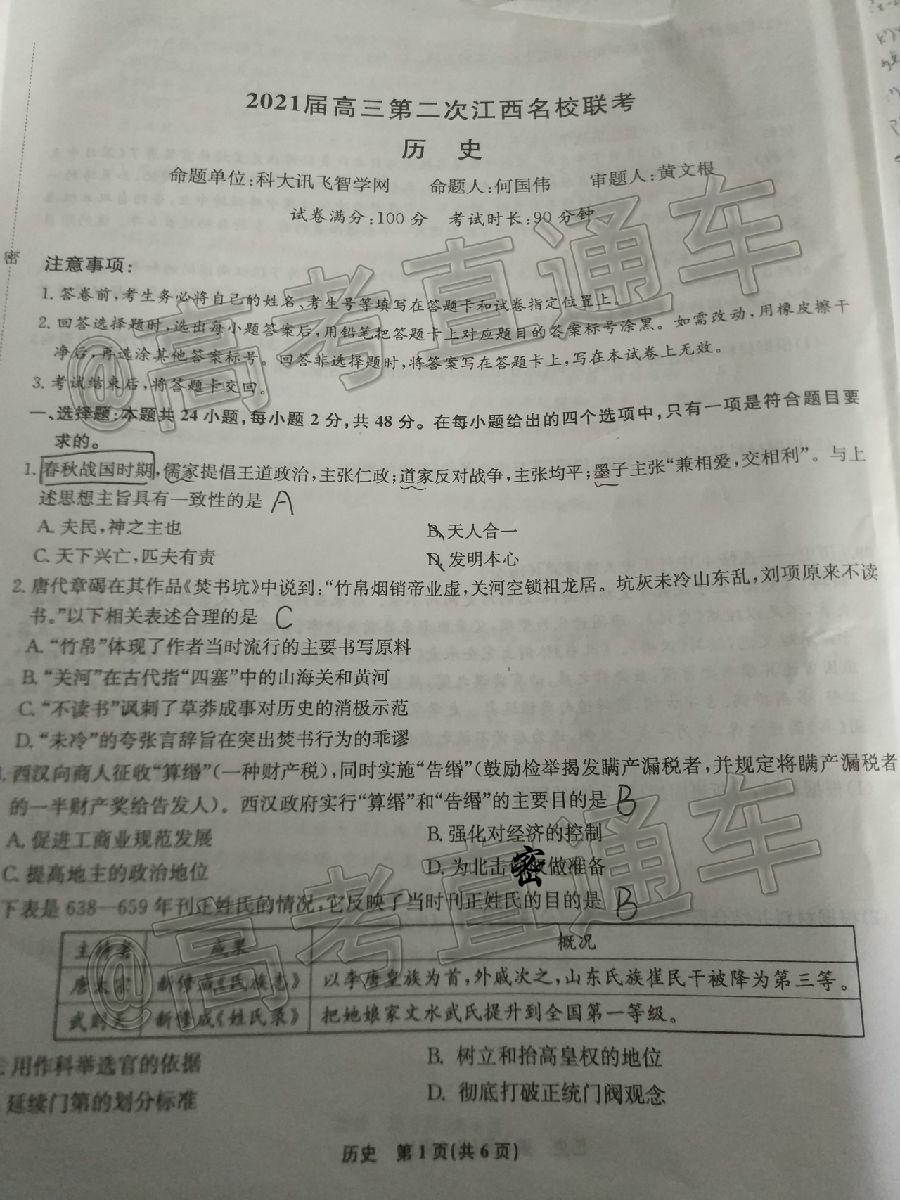 2021届高三第二次江西名校联考
历 史
命题单位:科大讯飞智学网 命题人:何国伟 审题人:黄文根
试卷满分:100分 考试时长:90分钟
密
注意事项:
1.答卷前,考生务必将自己的姓名、考生号等填写在答题卡和试卷指定位置上。
2.回答选择题时,选出每小题答案后,用铅笔把答题卡上对应题目的答案标号涂黑。如需改动,用橡皮擦干
净后,再选涂其他答案标号。回答非选择题时,将答案写在答题卡上,写在本试卷上无效。
3.考试结束后,将答题卡交回。
一、选择题:本题共24小题,每小题2分,共48分。在每小题给出的四个选项中,只有一项是符合题目要
求的。
1.春秋战国时期,儒家提倡王道政治,主张仁政;道家反对战争,主张均平;墨子主张“兼相爱,交相利”。与上
述思想主旨具有一致性的是 A
A.夫民,神之主也 B.天人合一
C.天下兴亡,匹夫有责 D.发明本心
2.唐代章碣在其作品《焚书坑》中说到:“竹帛烟销帝业虚,关河空锁祖龙居。坑灰未冷山东乱,刘项原来不读
书。”以下相关表述合理的是 C
A.“竹帛”体现了作者当时流行的主要书写原料
B.“关河”在古代指“四塞”中的山海关和黄河
C.“不读书”讽刺了草莽成事对历史的消极示范
D.“未冷”的夸张言辞旨在突出焚书行为的乖谬
西汉向商人征收“算缗”(一种财产税),同时实施“告缗”(鼓励检举揭发瞒产漏税者,并规定将瞒产漏税者
的一半财产奖给告发人)。西汉政府实行“算缗”和“告缗”的主要目的是 B
A.促进工商业规范发展 B.强化对经济的控制
C.提高地主的政治地位 D.为北击 做准备
密
下表是638—659年刊正姓氏的情况,它反映了当时刊正姓氏的目的是 B
主持者 成果 概况
唐太宗 新修成《氏族志》 以李唐皇族为首,外戚次之,山东氏族崔民干被降为第三等。
武则天 新修成《姓氏录》 把她娘家文水武氏提升到全国第一等级。
用作科举选官的依据 B. 树立和抬高皇权的地位
延续门第的划分标准 D. 彻底打破正统门阀观念
历史 第1页(共6页)
@高考直通车
@高考直通车